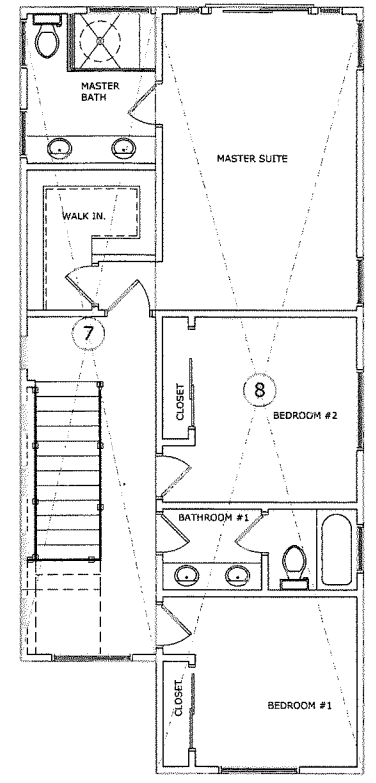 MASTER
BATH
MASTER SUITE
WALK IN.
7
CLOSET
8
BEDROOM #2
BATHROOM #1
CLOSET
BEDROOM #1